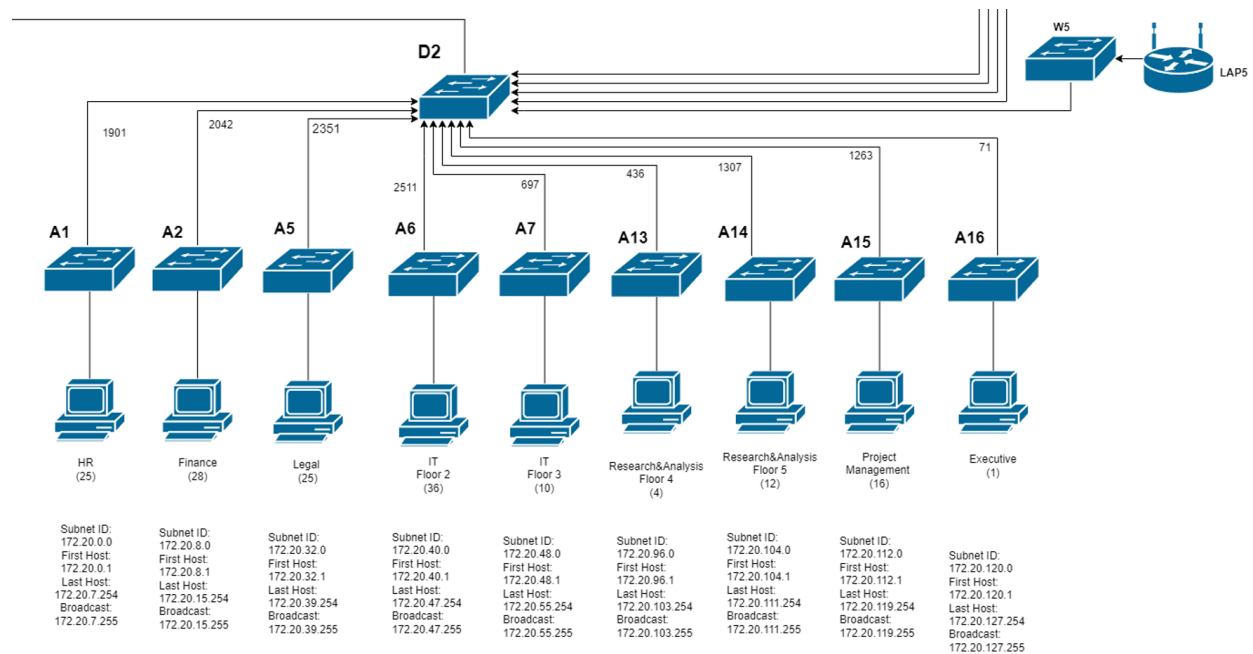 W5
D2
LAP5
1901
2042
2351
2511
697
436
1307
1263
71
A1
A2
A5
A6
A7
A13
A14
A15
A16
HR
(25)
Finance
(28)
Legal
(25)
IT
Floor 2
(36)
IT
Floor 3
(10)
Research&Analysis
Floor 4
(4)
Research&Analysis
Floor 5
(12)
Project
Management
(16)
Executive
(1)
Subnet ID:
172.20.0.0
First Host:
172.20.0.1
Last Host:
172.20.7.254
Broadcast:
172.20.7.255
Subnet ID:
172.20.8.0
First Host:
172.20.8.1
Last Host:
172.20.15.254
Broadcast:
172.20.15.255
Subnet ID:
172.20.32.0
First Host:
172.20.32.1
Last Host:
172.20.39.254
Broadcast:
172.20.39.255
Subnet ID:
172.20.40.0
First Host:
172.20.40.1
Last Host:
172.20.47.254
Broadcast:
172.20.47.255
Subnet ID:
172.20.48.0
First Host:
172.20.48.1
Last Host:
172.20.55.254
Broadcast:
172.20.55.255
Subnet ID:
172.20.96.0
First Host:
172.20.96.1
Last Host:
172.20.103.254
Broadcast:
172.20.103.255
Subnet ID:
172.20.104.0
First Host:
172.20.104.1
Last Host:
172.20.111.254
Broadcast:
172.20.111.255
Subnet ID:
172.20.112.0
First Host:
172.20.112.1
Last Host:
172.20.119.254
Broadcast:
172.20.119.255
Subnet ID:
172.20.120.0
First Host:
172.20.120.1
Last Host:
172.20.127.254
Broadcast:
172.20.127.255